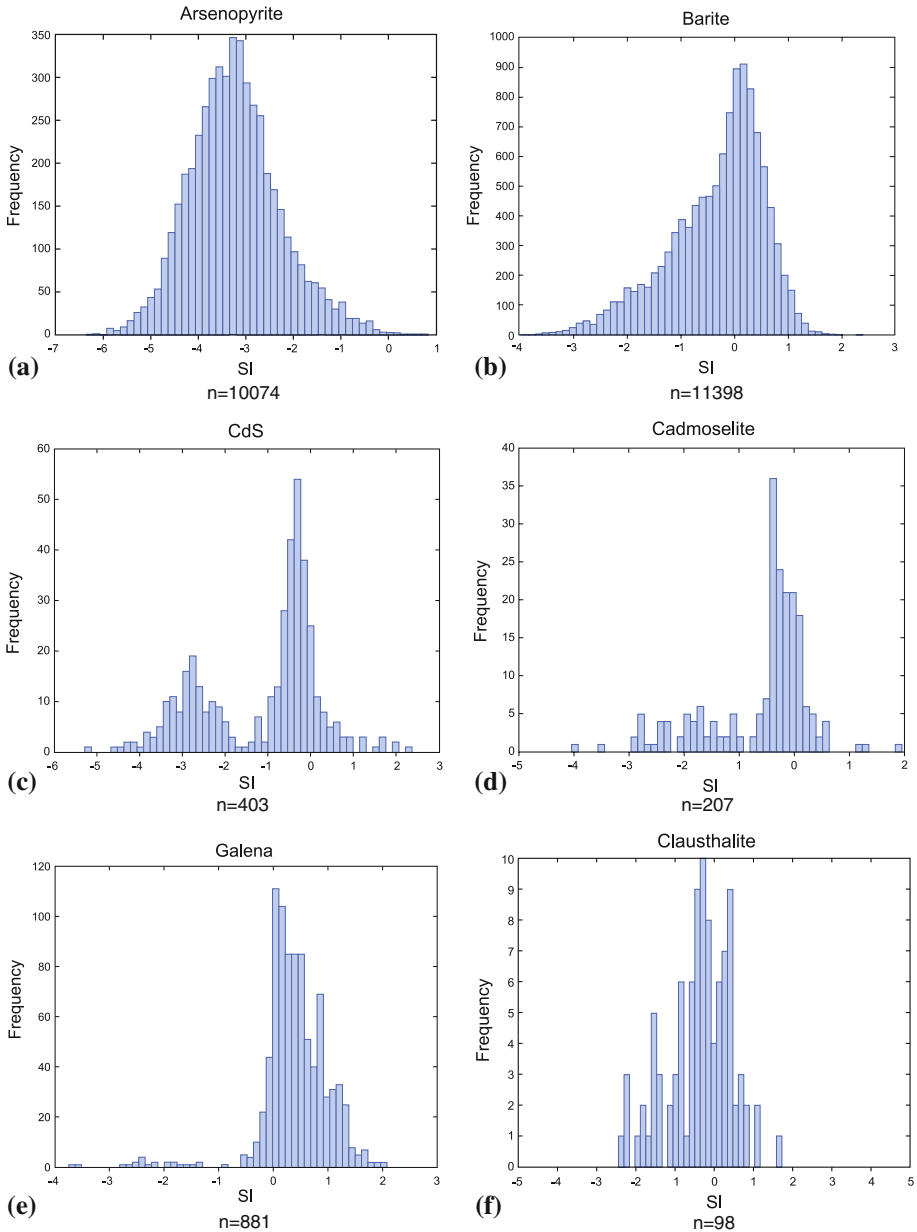 Arsenopyrite
350
300
250
200
150
100
50
0
Frequency
-7 -6 -5 -4 -3 -2 -1 0 1
SI
(a)
n=10074
Barite
1000
900
800
700
600
500
400
300
200
100
0
Frequency
-4 -3 -2 -1 0 1 2 3
SI
(b)
n=11398
CdS
60
50
40
30
20
10
0
Frequency
-6 -5 -4 -3 -2 -1 0 1 2 3
SI
(c)
n=403
Cadmoselite
40
35
30
25
20
15
10
5
0
Frequency
-5 -4 -3 -2 -1 0 1 2
SI
(d)
n=207
Galena
120
100
80
60
40
20
0
Frequency
-4 -3 -2 -1 0 1 2 3
SI
(e)
n=881
Clausthalite
10
9
8
7
6
5
4
3
2
1
0
Frequency
-5 -4 -3 -2 -1 0 1 2 3 4 5
SI
(f)
n=98